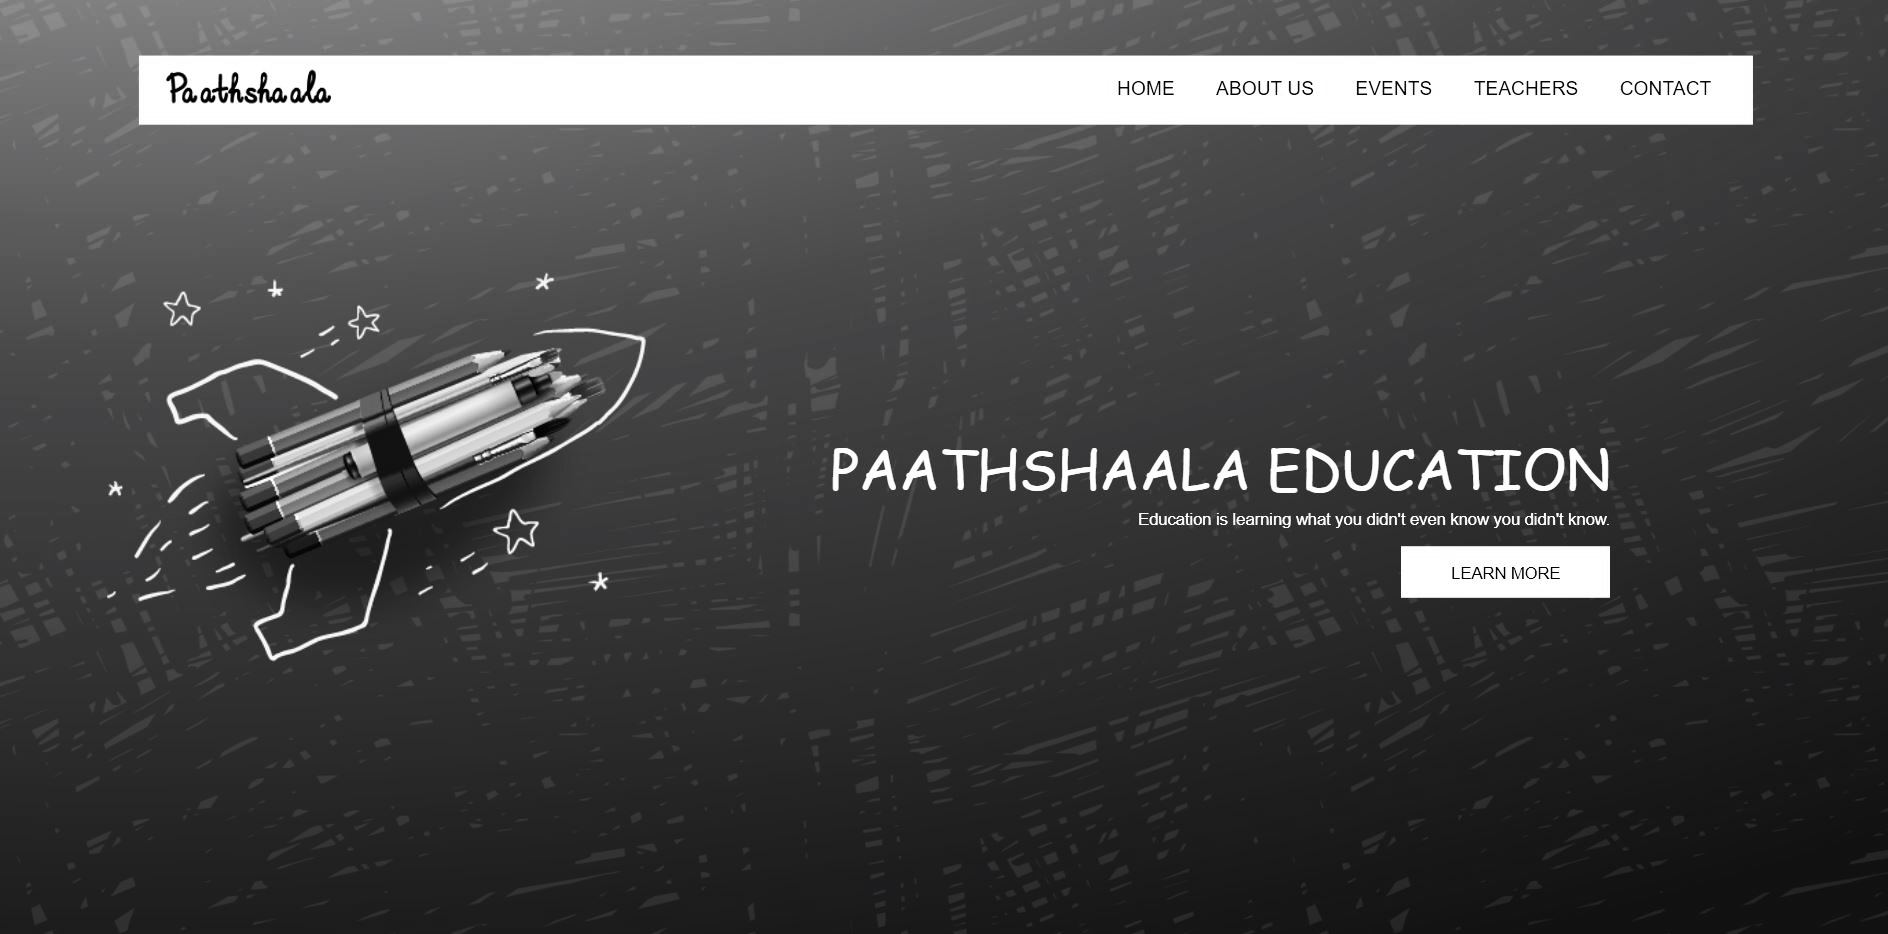 Paathshaala
HOME ABOUT US EVENTS TEACHERS CONTACT
PAATHSHAALA EDUCATION
Education is learning what you didn't even know you didn't know.
LEARN MORE